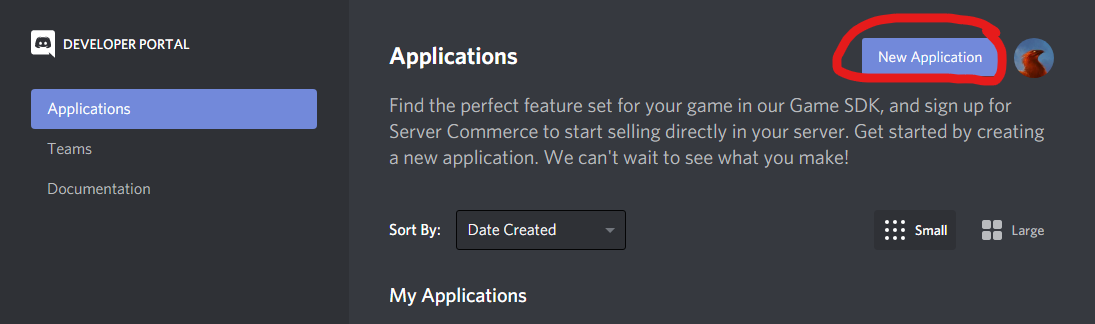 DEVELOPER PORTAL
Applications
Teams
Documentation
Applications
New Application
Find the perfect feature set for your game in our Game SDK, and sign up for
Server Commerce to start selling directly in your server. Get started by creating
a new application. We can't wait to see what you make!
Sort By:
Date Created
Small
Large
My Applications